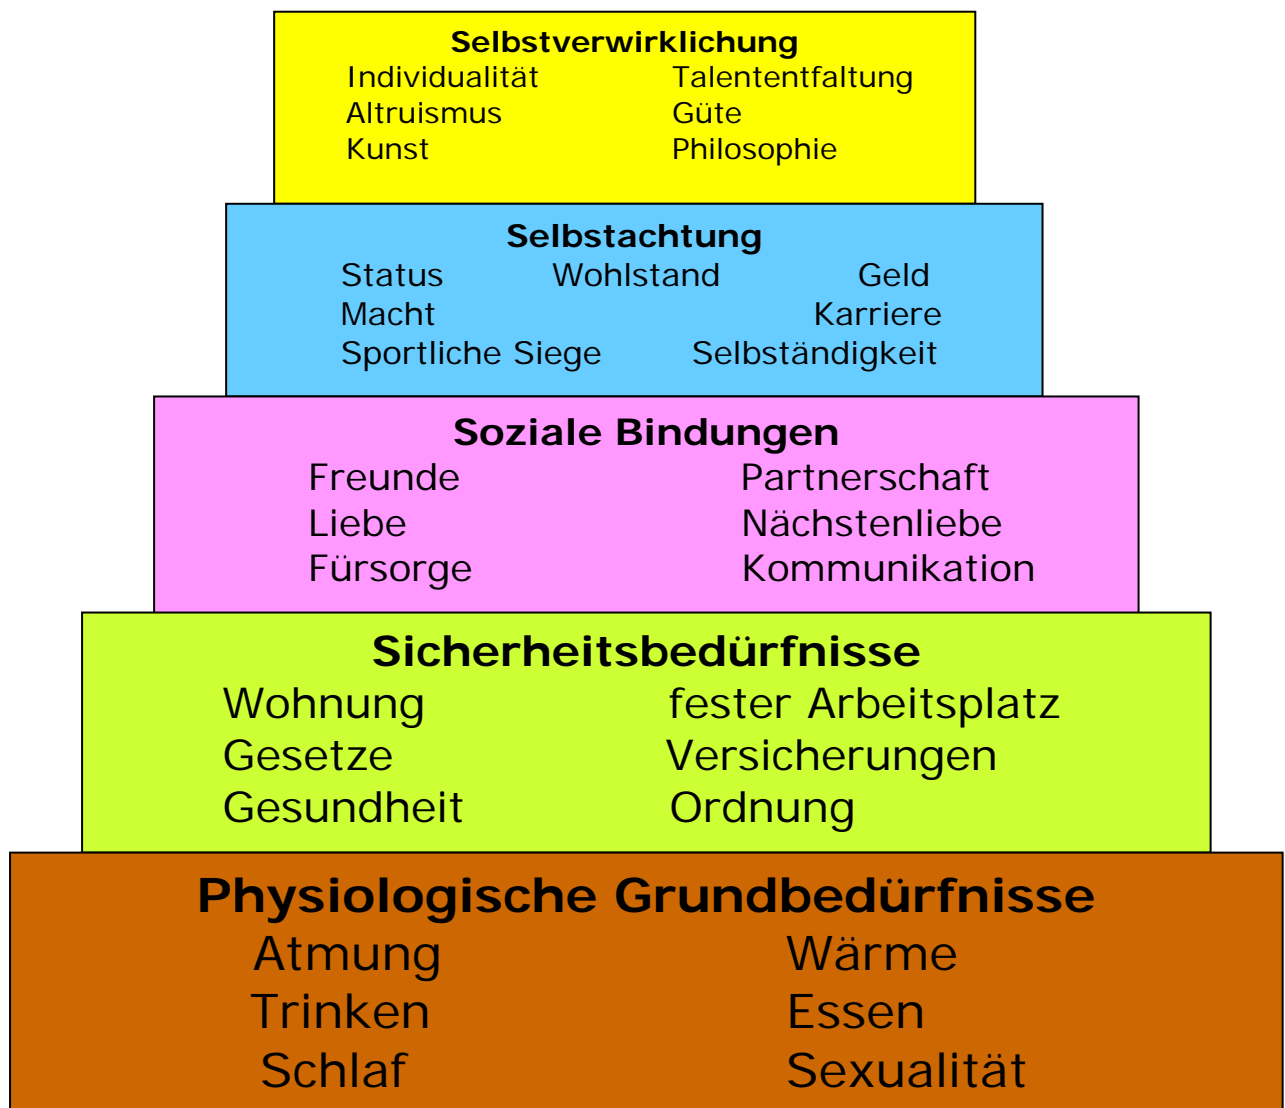 Selbstverwirklichung
Individualität Talententfaltung
Altruismus Güte
Kunst Philosophie
Selbstachtung
Status Wohlstand Geld
Macht Karriere
Sportliche Siege Selbständigkeit
Soziale Bindungen
Freunde Partnerschaft
Liebe Nächstenliebe
Fürsorge Kommunikation
Sicherheitsbedürfnisse
Wohnung fester Arbeitsplatz
Gesetze Versicherungen
Gesundheit Ordnung
Physiologische Grundbedürfnisse
Atmung Wärme
Trinken Essen
Schlaf Sexualität